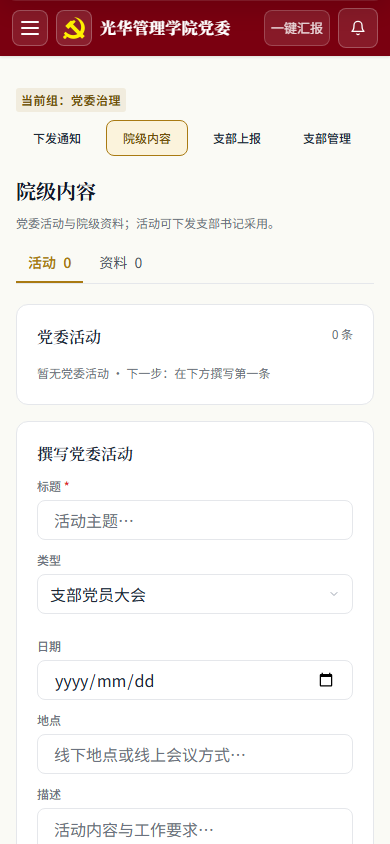 光华管理学院党委
一键汇报
当前组：党委治理
下发通知
院级内容
支部上报
支部管理
院级内容
党委活动与院级资料；活动可下发支部书记采用。
活动 0
资料 0
党委活动
0 条
暂无党委活动 · 下一步：在下方撰写第一条
撰写党委活动
标题 *
活动主题…
类型
支部党员大会
日期
yyyy/mm/dd
地点
线下地点或线上会议方式…
描述
活动内容与工作要求…